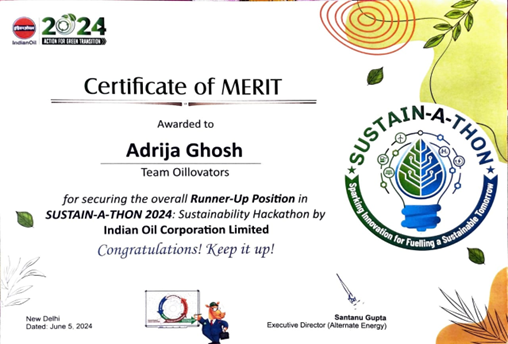 इंडियनऑयल
IndianOil
2024
ACTION FOR GREEN TRANSITION
Certificate of MERIT
Awarded to
Adrija Ghosh
Team Oillovators
for securing the overall Runner-Up Position in
SUSTAIN-A-THON 2024: Sustainability Hackathon by
Indian Oil Corporation Limited
Congratulations! Keep it up!
SUSTAIN-A-THON
Sparking Innovation for Fuelling a Sustainable Tomorrow
New Delhi
Dated: June 5, 2024
Santanu Gupta
Executive Director (Alternate Energy)